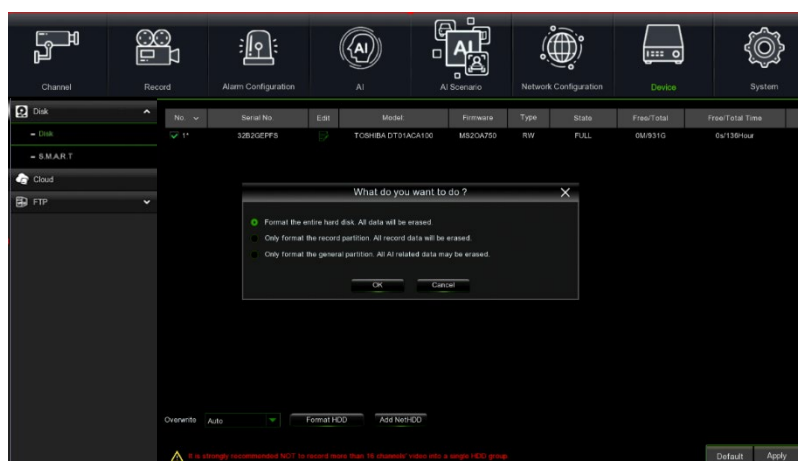 Channel Record Alarm Configuration AI AI Scenario Network Configuration Device System
Disk
No. Serial No Edit Model Firmware Type State Free/Total Free/Total Time
Disk
1* 32B2GEPFS TOSHIBA DT01ACA100 MS2OA750 RW FULL 0M/931G 0s/136Hour
S.M.A.R.T
Cloud
FTP
What do you want to do ?
Format the entire hard disk. All data will be erased.
Only format the record partition. All record data will be erased.
Only format the general partition. All AI related data may be erased.
OK Cancel
Overwrite Auto Format HDD Add NetHDD
It is strongly recommended NOT to record more than 16 channels' video into a single HDD group.
Default Apply